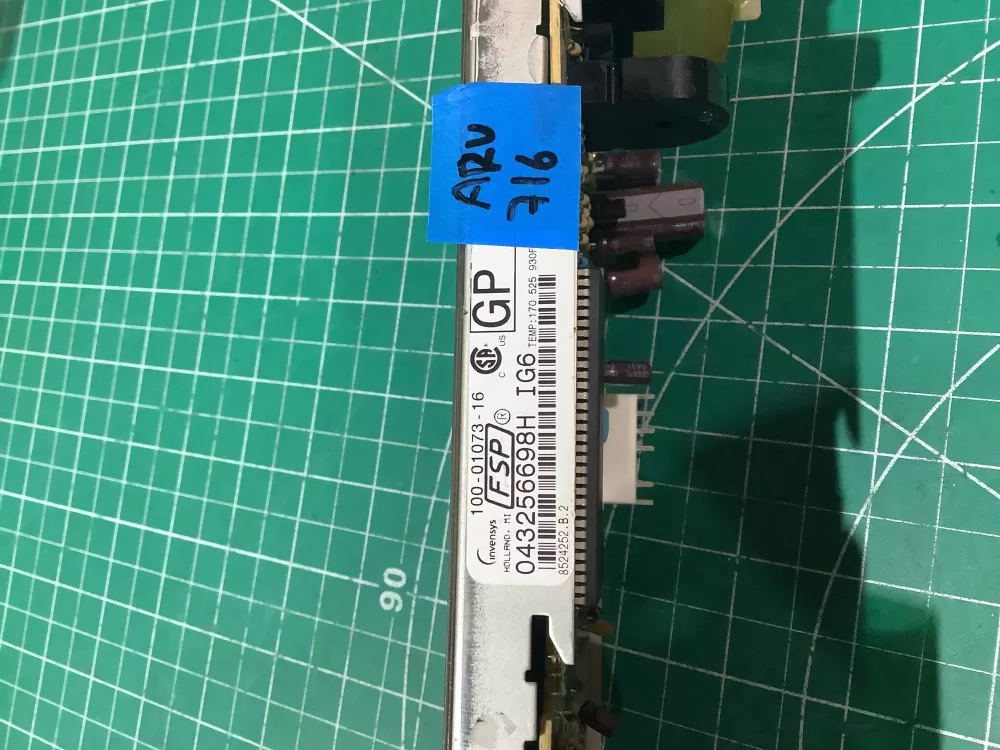 ARV
716
GP
C US
TEMP:170 525 930F
100-01073-16
FSP®
invensys
HOLLAND, MI
043256698H IG6
8524252.B.2
90